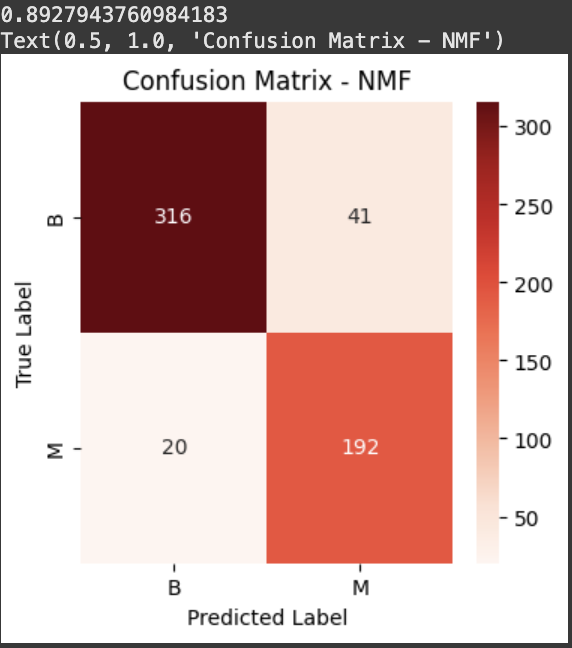 0.8927943760984183
Text(0.5, 1.0, 'Confusion Matrix – NMF')
Confusion Matrix - NMF
300
250
200
150
100
50
True Label
B
316
41
M
20
192
B
M
Predicted Label